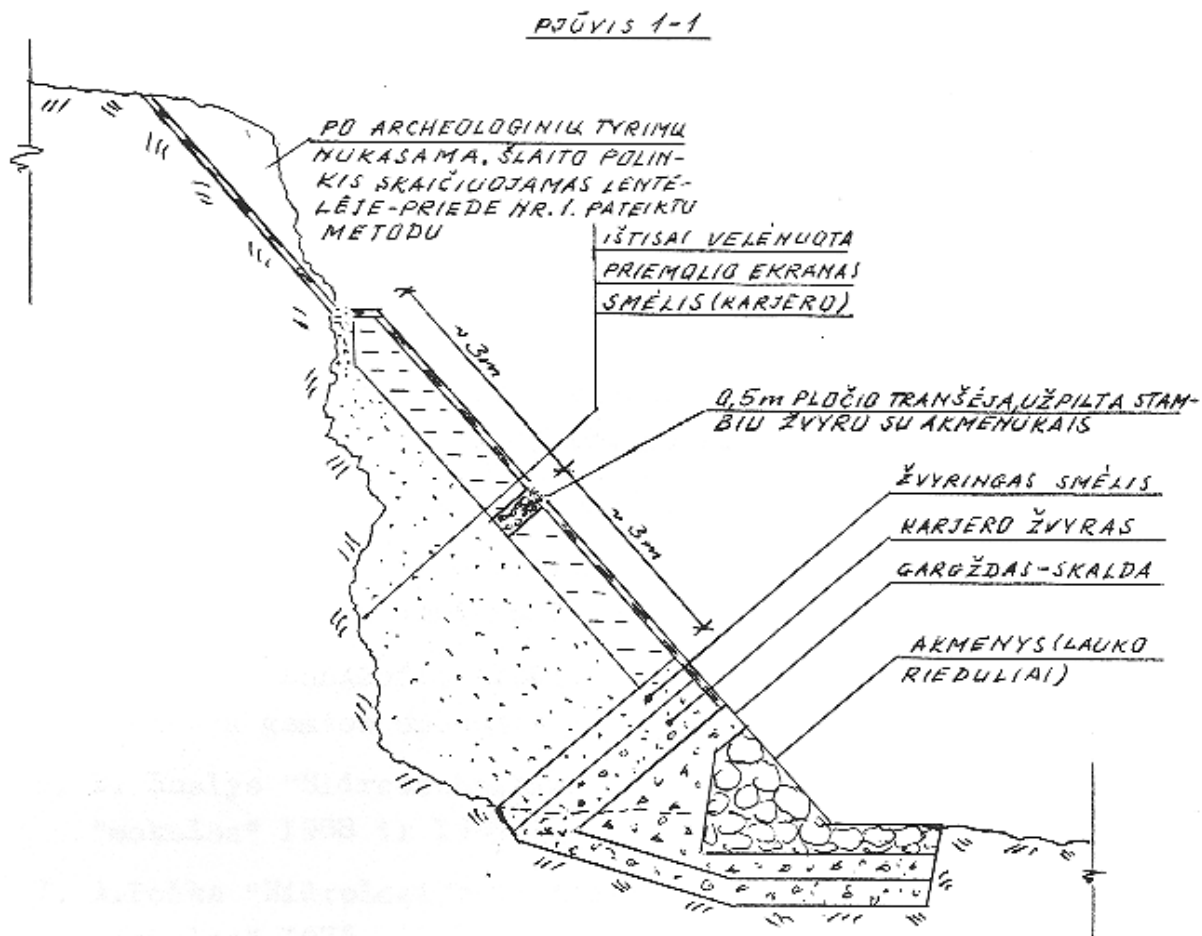 PJŪVIS 1-1
PO ARCHEOLOGINIŲ TYRIMŲ
NUKASAMA. ŠLAITO POLIN-
KIS SKAIČIUOJAMAS LENTĖ-
LĖJE-PRIEDE NR.1. PATEIKTU
METODU
IŠTISAI VELĖNUOTA
PRIEMOLIO EKRANAS
SMĖLIS (KARJERO)
~3m
0,5m PLOČIO TRANŠĖJA, UŽPILTA STAM-
BIU ŽVYRU SU AKMENUKAIS
~3m
ŽVYRINGAS SMĖLIS
KARJERO ŽVYRAS
GARGŽDAS-SKALDA
AKMENYS (LAUKO
RIEDULIAI)